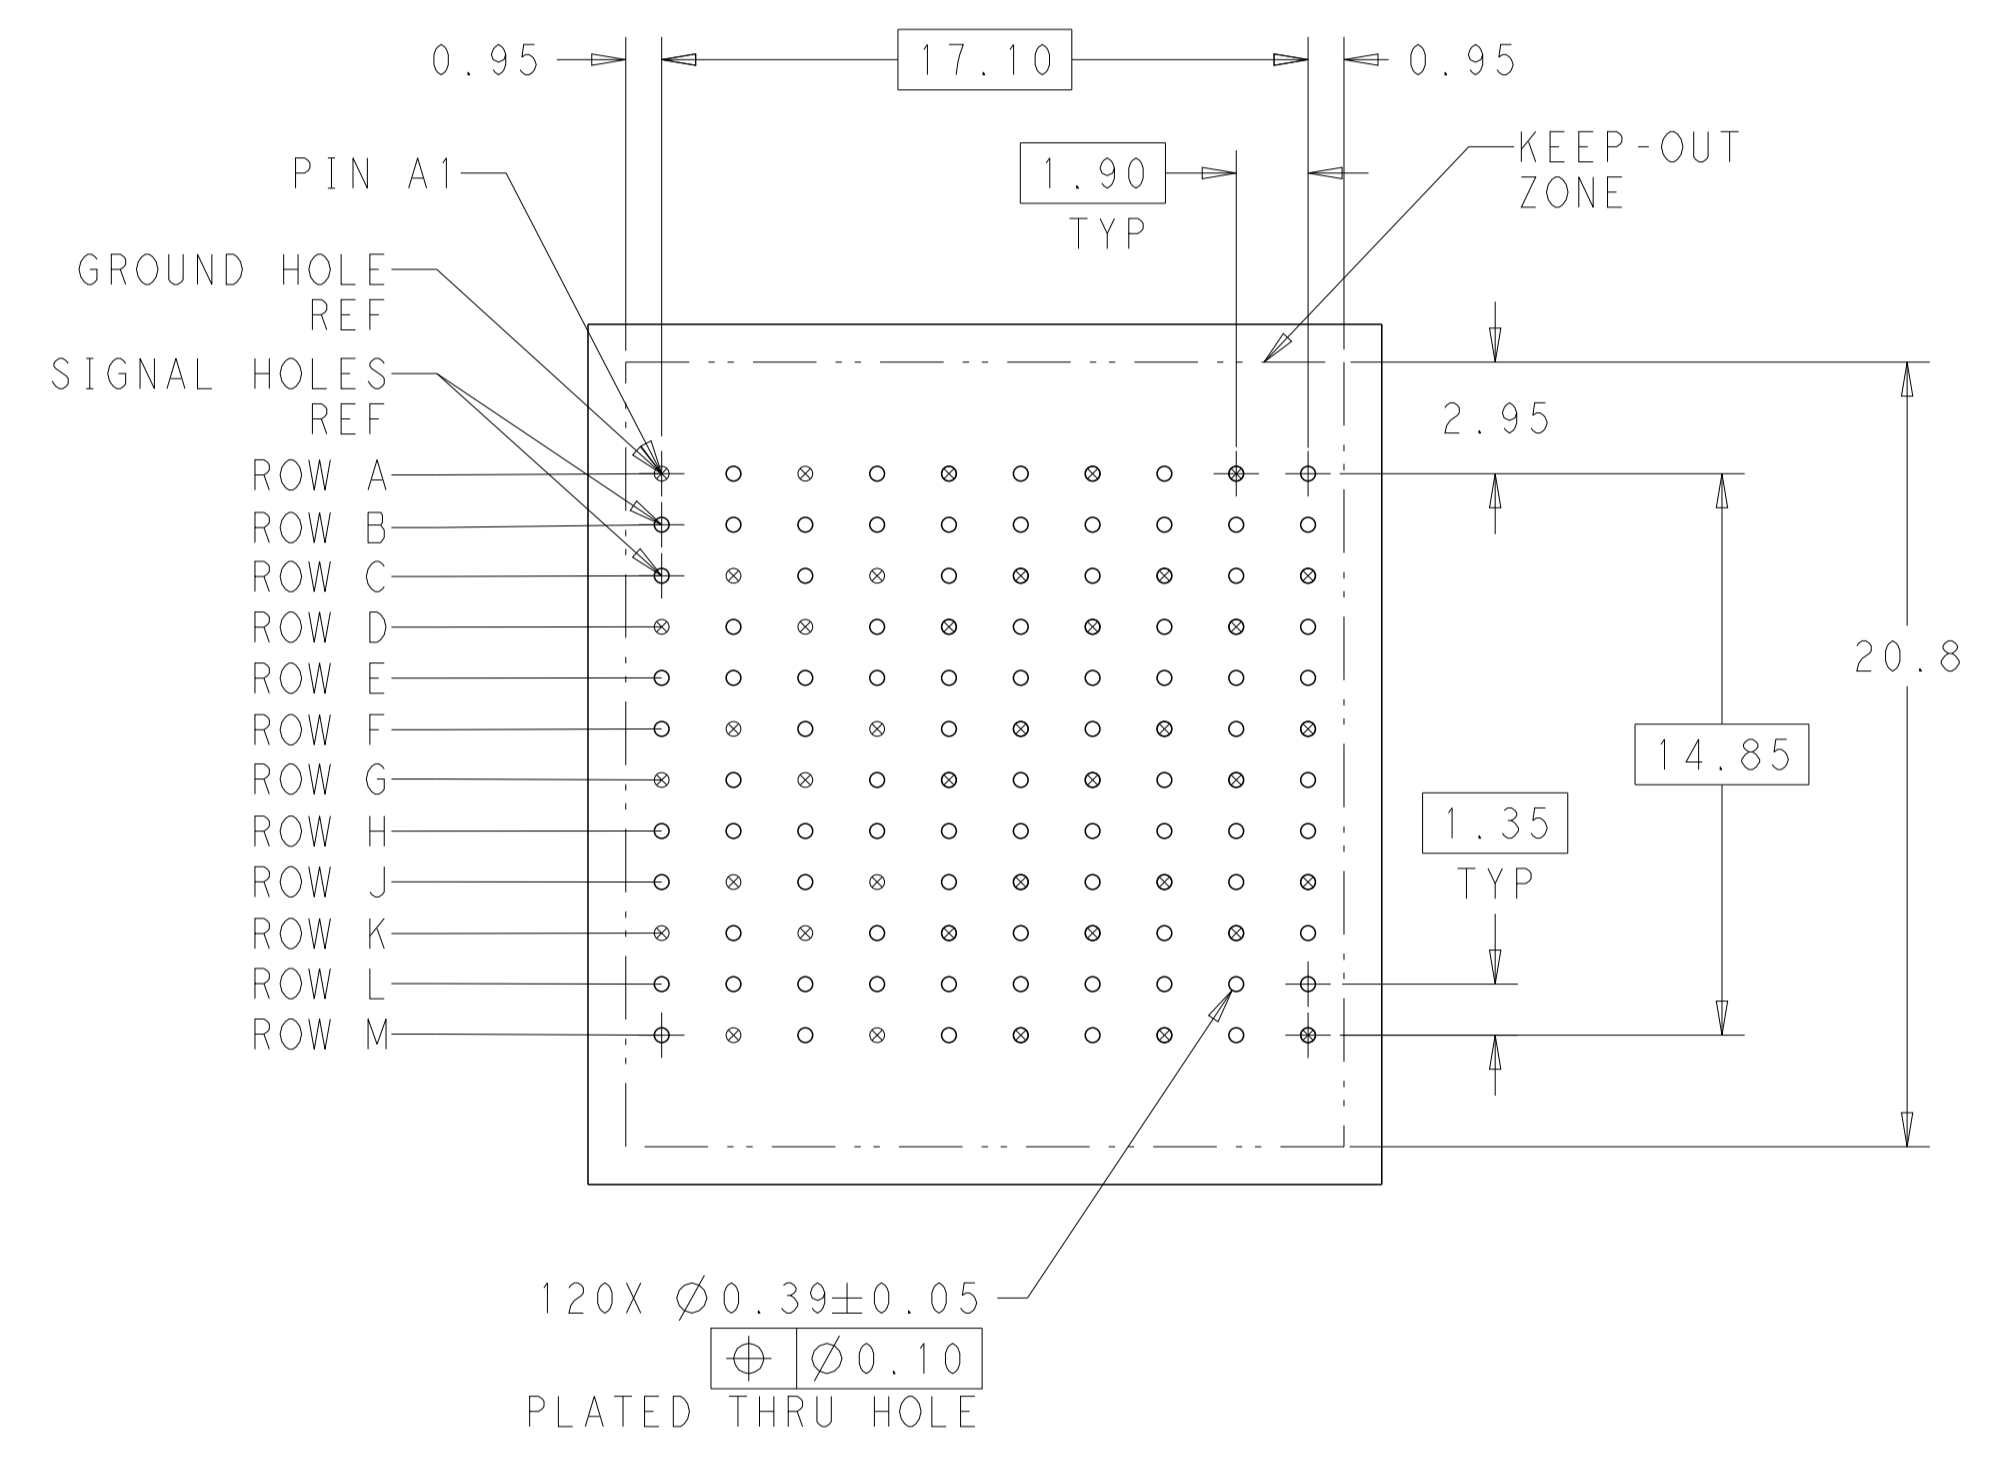 0.95
17.10
0.95
KEEP-OUT
ZONE
PIN A1
1.90
TYP
GROUND HOLE
REF
SIGNAL HOLES
REF
2.95
ROW A
ROW B
ROW C
ROW D
ROW E
20.8
ROW F
14.85
ROW G
1.35
TYP
ROW H
ROW J
ROW K
ROW L
ROW M
120X ∅0.39±0.05
⌖ ∅0.10
PLATED THRU HOLE